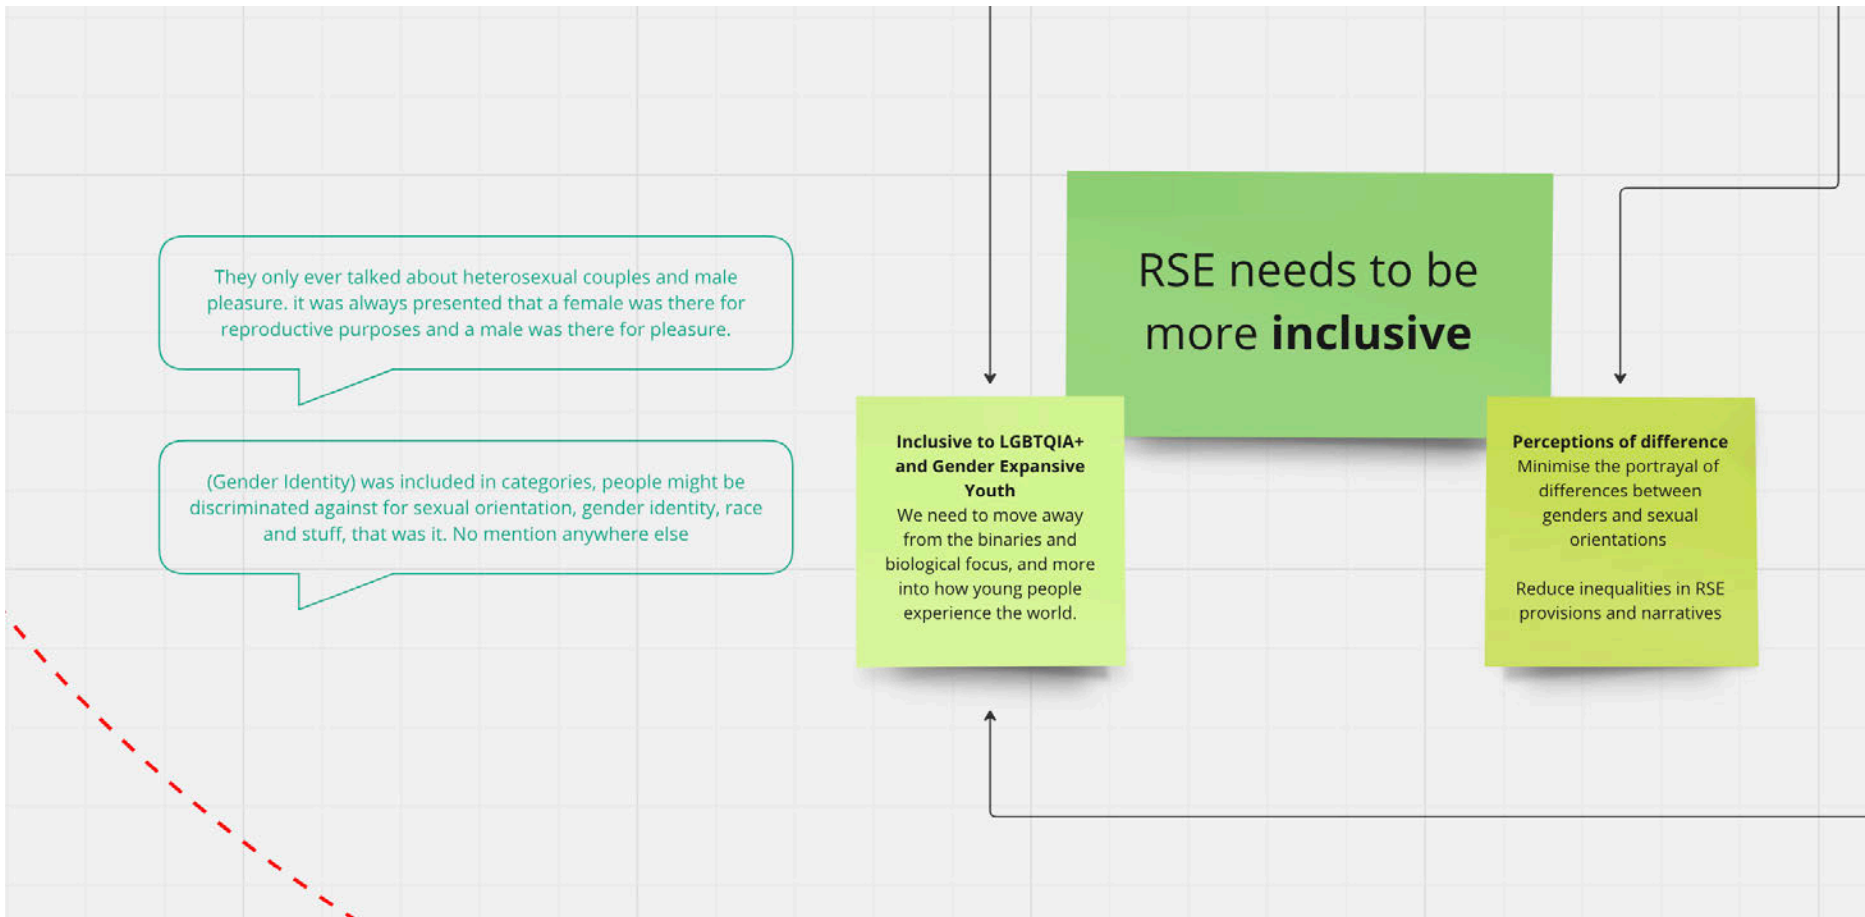 They only ever talked about heterosexual couples and male
pleasure. it was always presented that a female was there for
reproductive purposes and a male was there for pleasure.
(Gender Identity) was included in categories, people might be
discriminated against for sexual orientation, gender identity, race
and stuff, that was it. No mention anywhere else
RSE needs to be
more inclusive
Inclusive to LGBTQIA+
and Gender Expansive
Youth
We need to move away
from the binaries and
biological focus, and more
into how young people
experience the world.
Perceptions of difference
Minimise the portrayal of
differences between
genders and sexual
orientations
Reduce inequalities in RSE
provisions and narratives